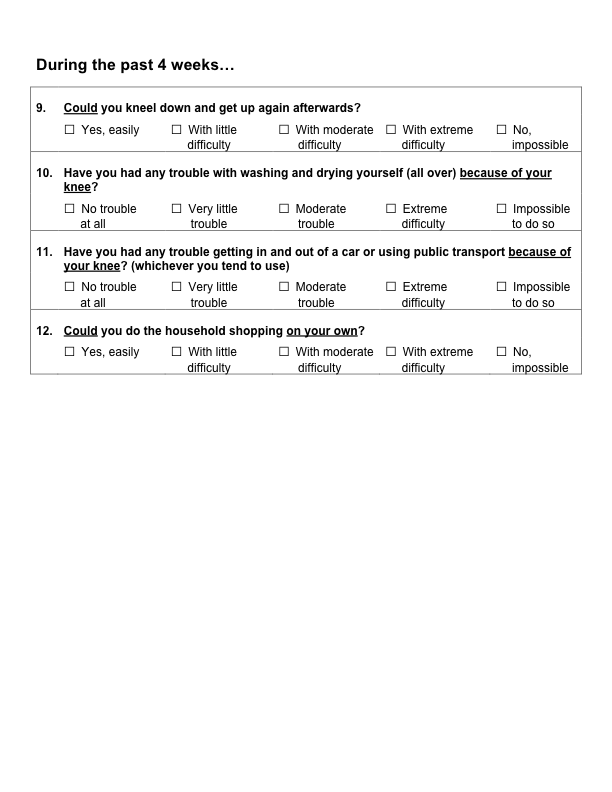 During the past 4 weeks…
9. Could you kneel down and get up again afterwards?
☐ Yes, easily ☐ With little difficulty ☐ With moderate difficulty ☐ With extreme difficulty ☐ No, impossible
10. Have you had any trouble with washing and drying yourself (all over) because of your
knee?
☐ No trouble at all ☐ Very little trouble ☐ Moderate trouble ☐ Extreme difficulty ☐ Impossible to do so
11. Have you had any trouble getting in and out of a car or using public transport because of
your knee? (whichever you tend to use)
☐ No trouble at all ☐ Very little trouble ☐ Moderate trouble ☐ Extreme difficulty ☐ Impossible to do so
12. Could you do the household shopping on your own?
☐ Yes, easily ☐ With little difficulty ☐ With moderate difficulty ☐ With extreme difficulty ☐ No, impossible